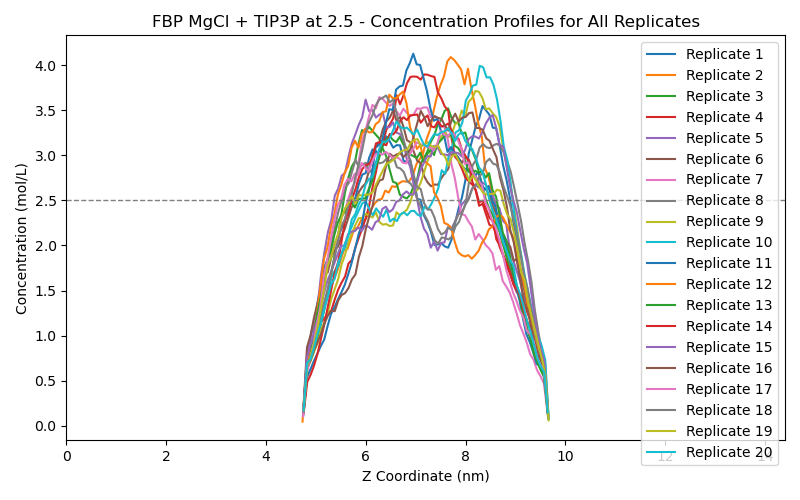 FBP MgCl + TIP3P at 2.5 - Concentration Profiles for All Replicates
Concentration (mol/L)
4.0
3.5
3.0
2.5
2.0
1.5
1.0
0.5
0.0
Replicate 1
Replicate 2
Replicate 3
Replicate 4
Replicate 5
Replicate 6
Replicate 7
Replicate 8
Replicate 9
Replicate 10
Replicate 11
Replicate 12
Replicate 13
Replicate 14
Replicate 15
Replicate 16
Replicate 17
Replicate 18
Replicate 19
Replicate 20
0 2 4 6 8 10 12 14
Z Coordinate (nm)